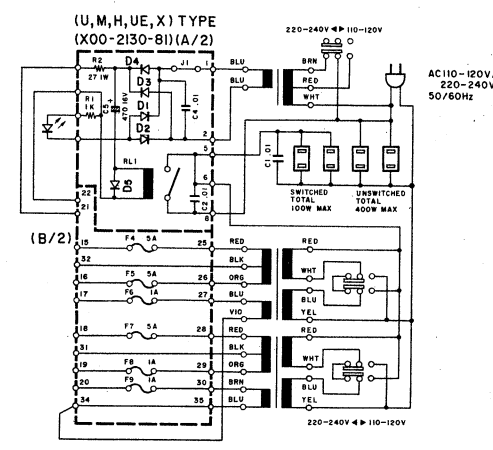 (U, M, H, UE, X) TYPE
(X00-2130-81)(A/2)
220-240V ◄► 110-120V
R2
27 1W
D4
J1
1
BLU
BRN
D3
RED
AC110-120V
220-240V
50/60Hz
R1
1K
C5
+
470 16V
D1
C4 .01
BLU
WHT
D2
2
5
RL1
C1 .01
D5
6
C2 .01
SWITCHED
TOTAL
100W MAX
UNSWITCHED
TOTAL
400W MAX
22
21
8
(B/2)
15
F4
5A
25
RED
RED
32
BLK
WHT
16
F5
5A
26
ORG
17
F6
1A
27
BLU
BLU
VIO
YEL
18
F7
5A
28
RED
RED
31
BLK
WHT
19
F8
1A
29
ORG
20
F9
1A
30
BRN
BLU
34
35
BLU
YEL
220-240V ◄► 110-120V